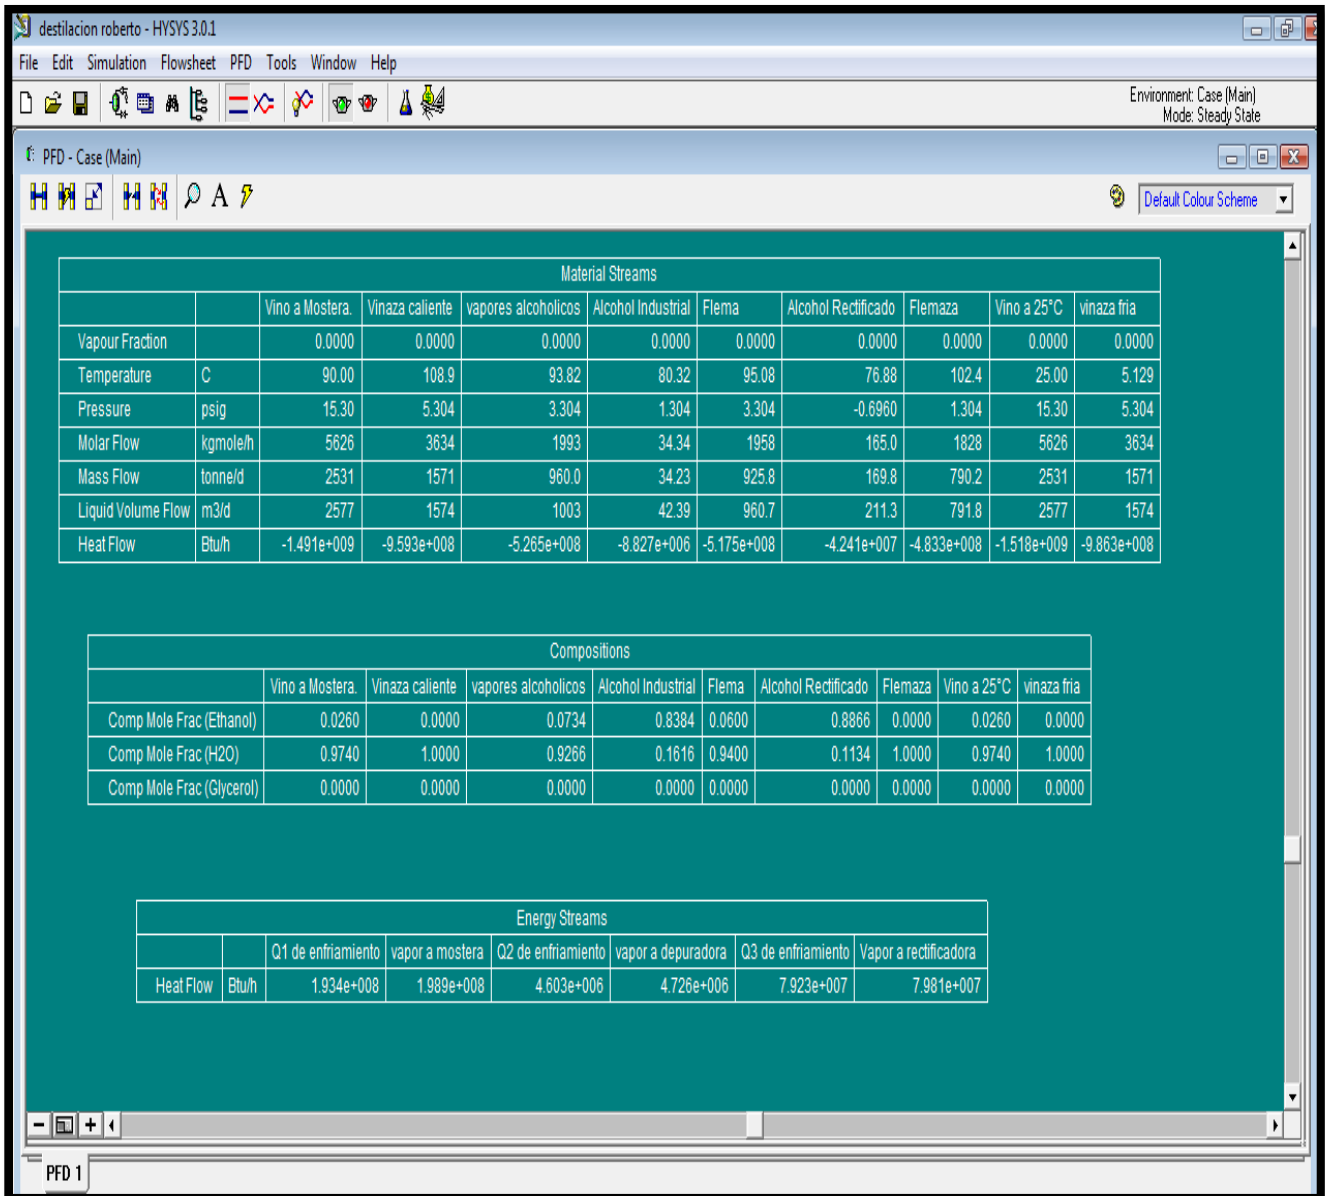 destilacion roberto - HYSYS 3.0.1
File Edit Simulation Flowsheet PFD Tools Window Help
Environment: Case (Main)
Mode: Steady State
PFD - Case (Main)
A Default Colour Scheme
Material Streams
Vino a Mostera. Vinaza caliente vapores alcoholicos Alcohol Industrial Flema Alcohol Rectificado Flemaza Vino a 25°C vinaza fria
Vapour Fraction 0.0000 0.0000 0.0000 0.0000 0.0000 0.0000 0.0000 0.0000 0.0000
Temperature C 90.00 108.9 93.82 80.32 95.08 76.88 102.4 25.00 5.129
Pressure psig 15.30 5.304 3.304 1.304 3.304 -0.6960 1.304 15.30 5.304
Molar Flow kgmole/h 5626 3634 1993 34.34 1958 165.0 1828 5626 3634
Mass Flow tonne/d 2531 1571 960.0 34.23 925.8 169.8 790.2 2531 1571
Liquid Volume Flow m3/d 2577 1574 1003 42.39 960.7 211.3 791.8 2577 1574
Heat Flow Btu/h -1.491e+009 -9.593e+008 -5.265e+008 -8.827e+006 -5.175e+008 -4.241e+007 -4.833e+008 -1.518e+009 -9.863e+008
Compositions
Vino a Mostera. Vinaza caliente vapores alcoholicos Alcohol Industrial Flema Alcohol Rectificado Flemaza Vino a 25°C vinaza fria
Comp Mole Frac (Ethanol) 0.0260 0.0000 0.0734 0.8384 0.0600 0.8866 0.0000 0.0260 0.0000
Comp Mole Frac (H2O) 0.9740 1.0000 0.9266 0.1616 0.9400 0.1134 1.0000 0.9740 1.0000
Comp Mole Frac (Glycerol) 0.0000 0.0000 0.0000 0.0000 0.0000 0.0000 0.0000 0.0000 0.0000
Energy Streams
Q1 de enfriamiento vapor a mostera Q2 de enfriamiento vapor a depuradora Q3 de enfriamiento Vapor a rectificadora
Heat Flow Btu/h 1.934e+008 1.989e+008 4.603e+006 4.726e+006 7.923e+007 7.981e+007
PFD 1